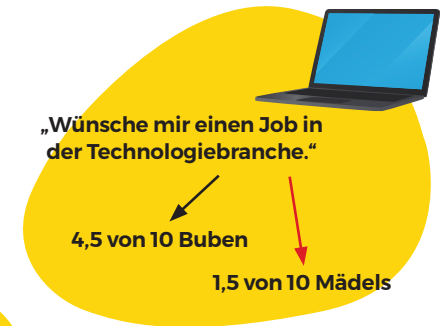 „Wünsche mir einen Job in
der Technologiebranche.“
4,5 von 10 Buben
1,5 von 10 Mädels